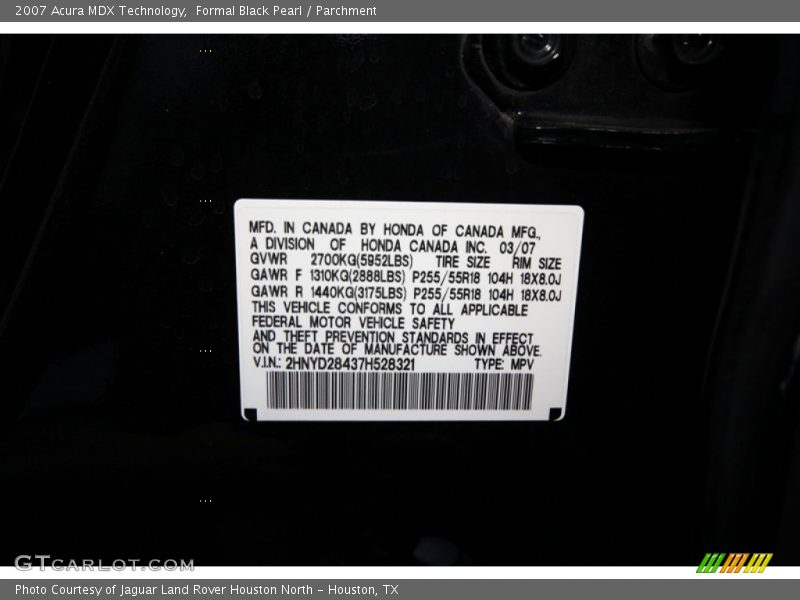 2007 Acura MDX Technology,  Formal Black Pearl / Parchment
MFD. IN CANADA BY HONDA OF CANADA MFG.,
A DIVISION OF HONDA CANADA INC. 03/07
GVWR 2700KG(5952LBS) TIRE SIZE RIM SIZE
GAWR F 1310KG(2888LBS) P255/55R18 104H 18X8.0J
GAWR R 1440KG(3175LBS) P255/55R18 104H 18X8.0J
THIS VEHICLE CONFORMS TO ALL APPLICABLE
FEDERAL MOTOR VEHICLE SAFETY
AND THEFT PREVENTION STANDARDS IN EFFECT
ON THE DATE OF MANUFACTURE SHOWN ABOVE.
V.I.N.: 2HNYD28437H528321 TYPE: MPV
GTCARLOT.COM
Photo Courtesy of Jaguar Land Rover Houston North - Houston, TX